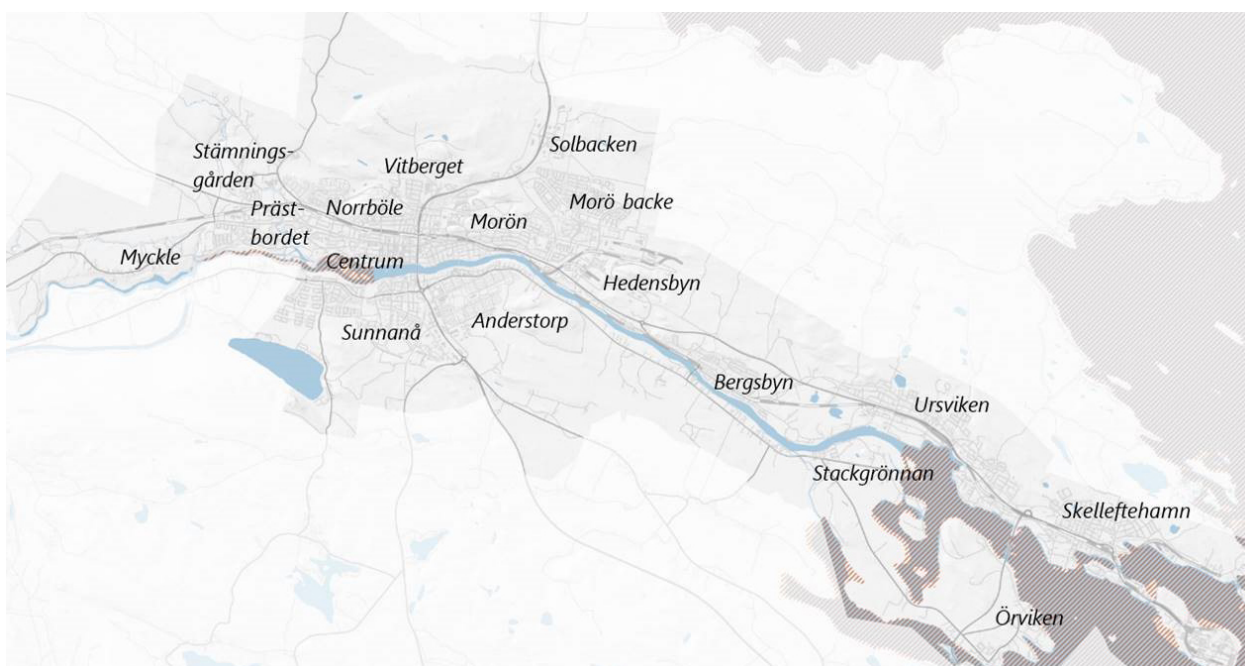 Solbacken
Stämnings-
gården
Vitberget
Präst-
bordet
Norrböle
Morön
Morö backe
Myckle
Centrum
Hedensbyn
Sunnanå
Anderstorp
Bergsbyn
Ursviken
Stackgrönnan
Skelleftehamn
Örviken